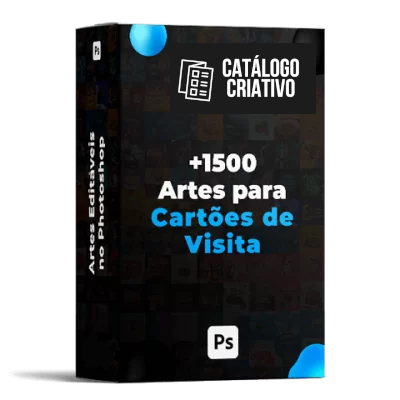 CATÁLOGO
CRIATIVO
+1500
Artes para
Cartões de
Visita
Ps
Ps
Artes Editáveis
no Photoshop